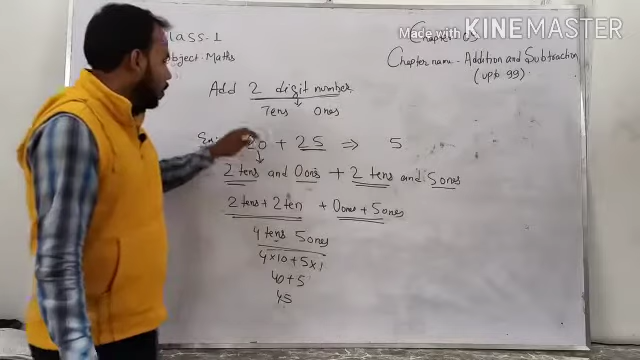 Made with KINEMASTER
Class-1
Subject-Maths
Chapter 03
Chapter name - Addition and Subtraction
(upto 99).
Add 2 digit number
Tens Ones
20 + 25 ⇒ 5
2 tens and 0 ones + 2 tens and 5 ones
2 tens + 2 ten + 0 ones + 5 ones
4 tens 5 ones
4×10 + 5×1
40+5
45